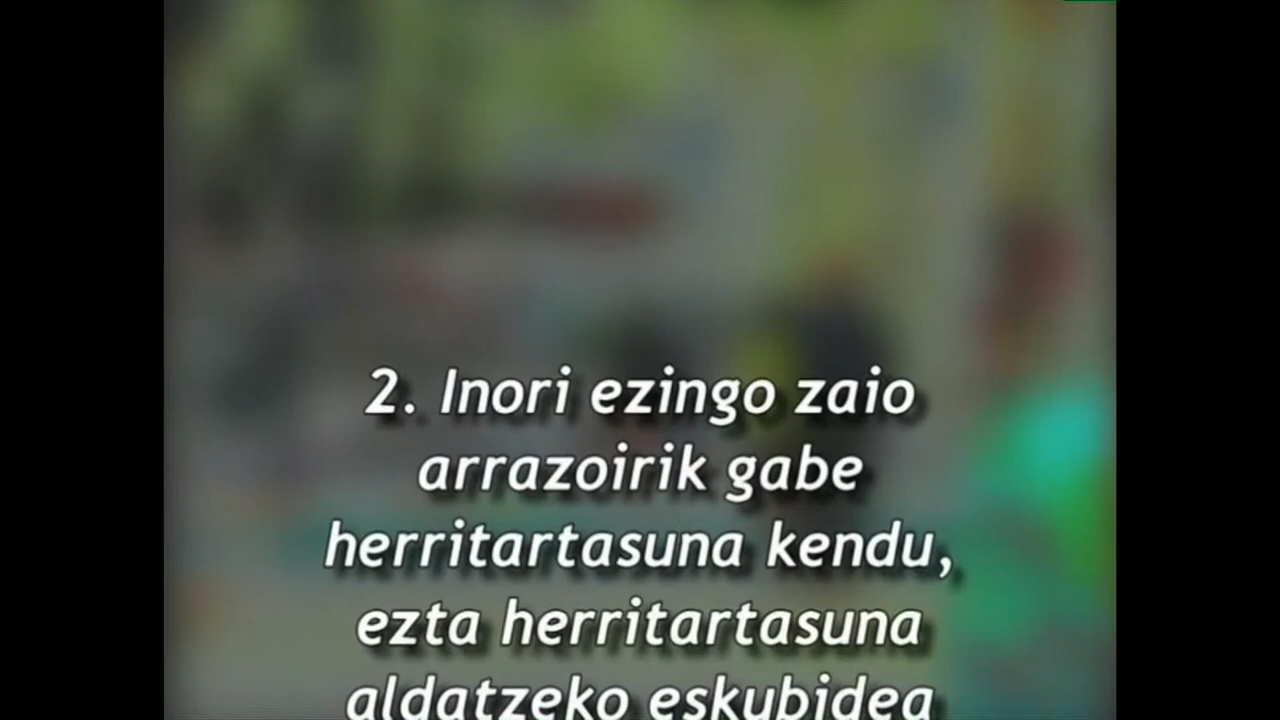 2. Inori ezingo zaio
arrazoirik gabe
herritartasuna kendu,
ezta herritartasuna
aldatzeko eskubidea